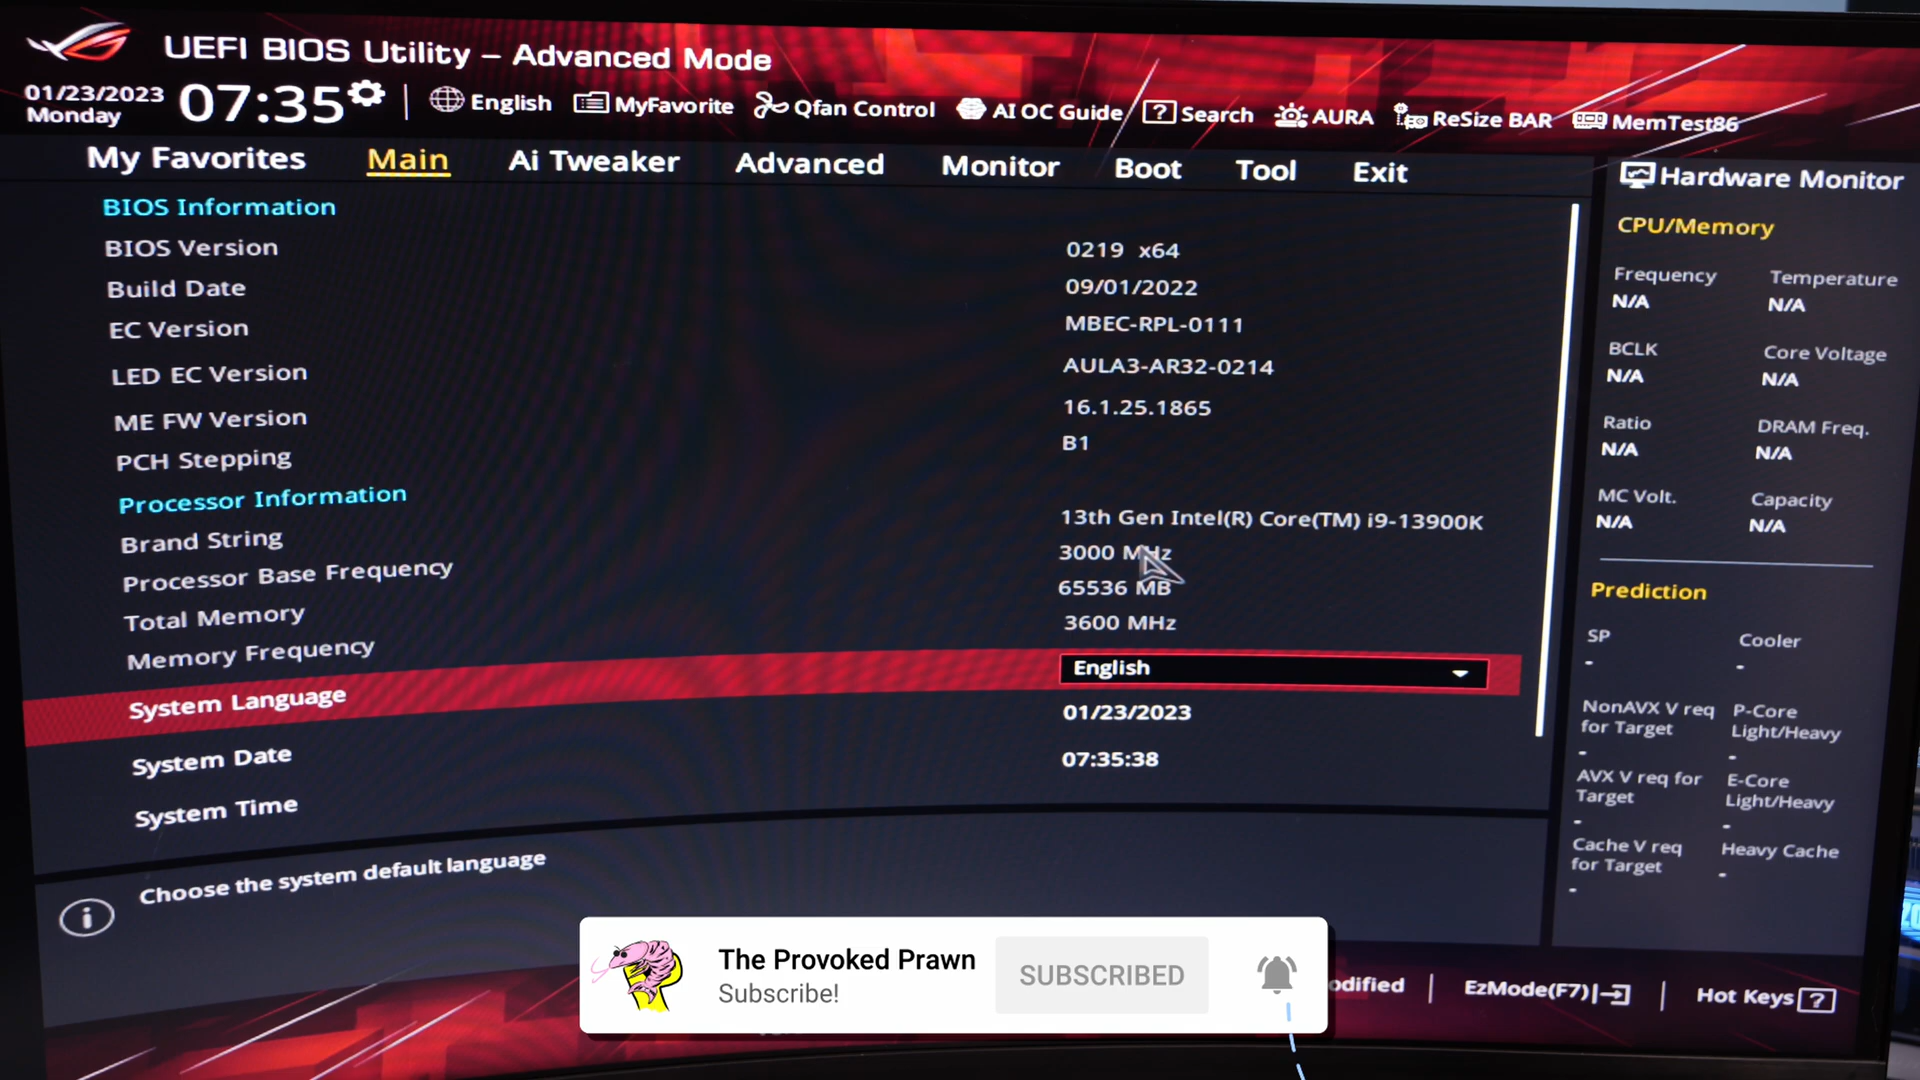 UEFI BIOS Utility – Advanced Mode
01/23/2023
Monday
07:35
English
MyFavorite
Qfan Control
AI OC Guide
Search
AURA
ReSize BAR
MemTest86
My Favorites
Main
Ai Tweaker
Advanced
Monitor
Boot
Tool
Exit
BIOS Information
BIOS Version 0219 x64
Build Date 09/01/2022
EC Version MBEC-RPL-0111
LED EC Version AULA3-AR32-0214
ME FW Version 16.1.25.1865
PCH Stepping B1
Processor Information
Brand String 13th Gen Intel(R) Core(TM) i9-13900K
Processor Base Frequency 3000 MHz
Total Memory 65536 MB
Memory Frequency 3600 MHz
System Language English
System Date 01/23/2023
System Time 07:35:38
Choose the system default language
Hardware Monitor
CPU/Memory
Frequency Temperature
N/A N/A
BCLK Core Voltage
N/A N/A
Ratio DRAM Freq.
N/A N/A
MC Volt. Capacity
N/A N/A
Prediction
SP Cooler
- -
NonAVX V req for Target
P-Core Light/Heavy
- -
AVX V req for Target
E-Core Light/Heavy
- -
Cache V req for Target
Heavy Cache
- -
The Provoked Prawn
Subscribe!
SUBSCRIBED
EzMode(F7)
Hot Keys ?